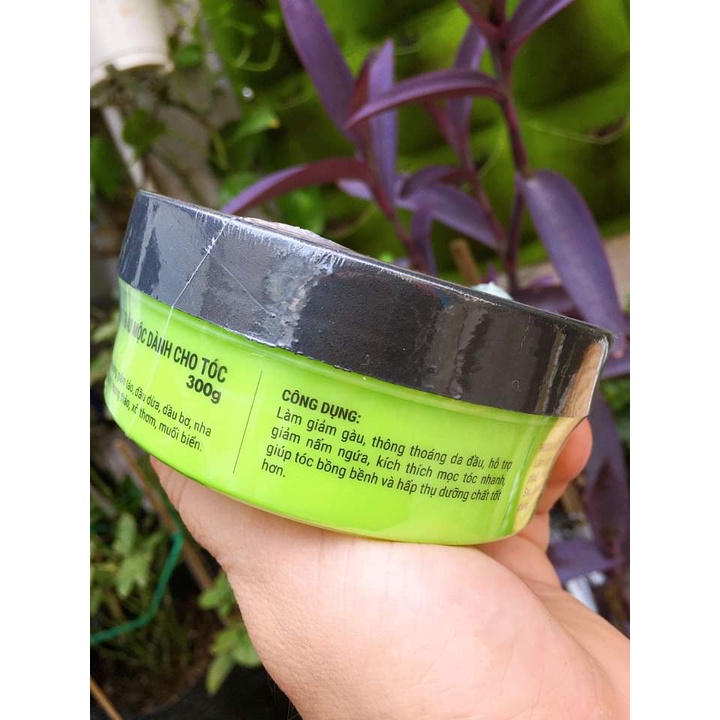 MỘC DÀNH CHO TÓC
300g
dầu dừa, dầu bơ, nha
xí thơm, muối biển.
CÔNG DỤNG:
Làm giảm gàu, thông thoáng da đầu, hỗ trợ
giảm nấm ngứa, kích thích mọc tóc nhanh,
giúp tóc bồng bềnh và hấp thụ dưỡng chất tốt
hơn.